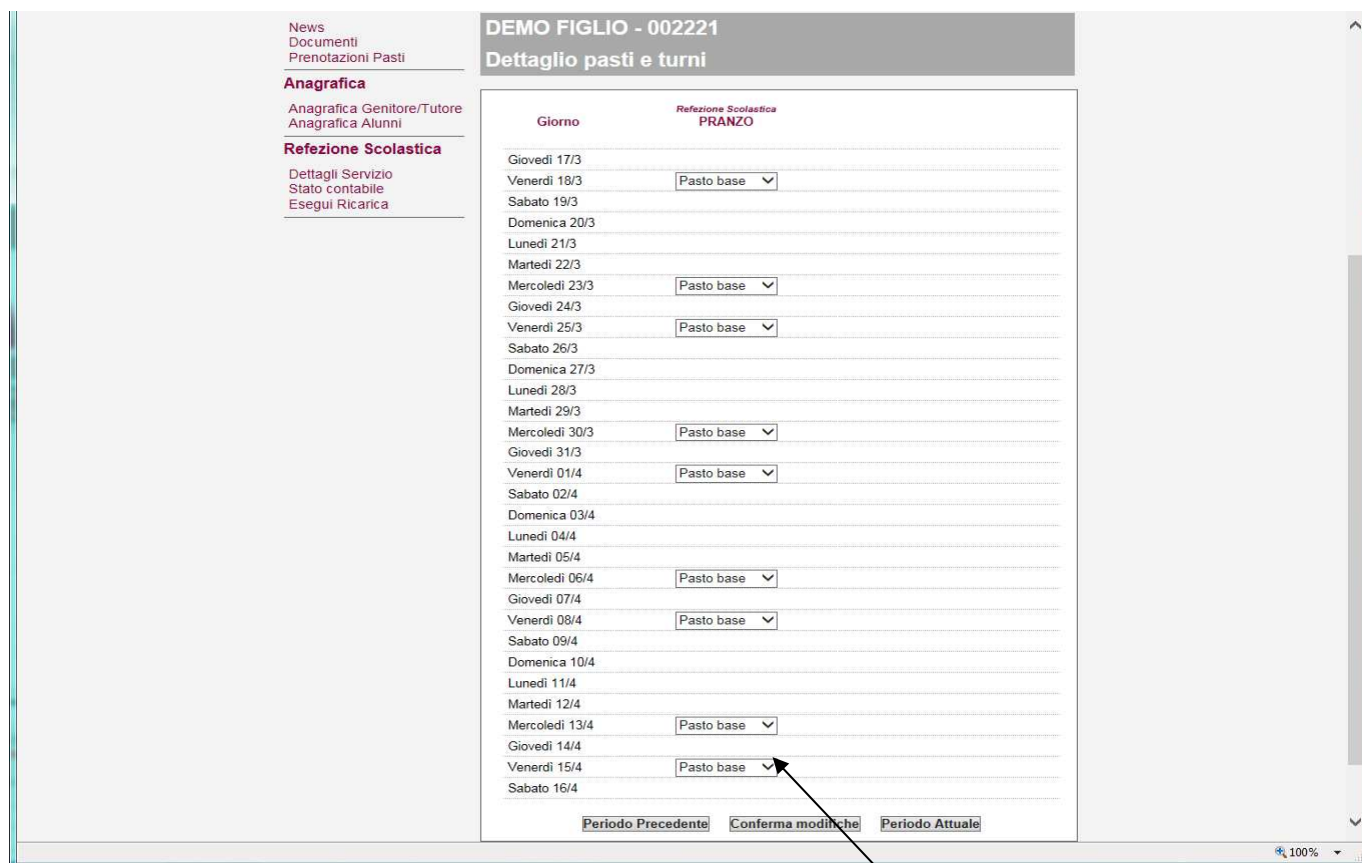 News
Documenti
Prenotazioni Pasti
Anagrafica
Anagrafica Genitore/Tutore
Anagrafica Alunni
Refezione Scolastica
Dettagli Servizio
Stato contabile
Esegui Ricarica
DEMO FIGLIO - 002221
Dettaglio pasti e turni
Refezione Scolastica
Giorno PRANZO
Giovedì 17/3
Venerdì 18/3 Pasto base
Sabato 19/3
Domenica 20/3
Lunedì 21/3
Martedì 22/3
Mercoledì 23/3 Pasto base
Giovedì 24/3
Venerdì 25/3 Pasto base
Sabato 26/3
Domenica 27/3
Lunedì 28/3
Martedì 29/3
Mercoledì 30/3 Pasto base
Giovedì 31/3
Venerdì 01/4 Pasto base
Sabato 02/4
Domenica 03/4
Lunedì 04/4
Martedì 05/4
Mercoledì 06/4 Pasto base
Giovedì 07/4
Venerdì 08/4 Pasto base
Sabato 09/4
Domenica 10/4
Lunedì 11/4
Martedì 12/4
Mercoledì 13/4 Pasto base
Giovedì 14/4
Venerdì 15/4 Pasto base
Sabato 16/4
Periodo Precedente Conferma modifiche Periodo Attuale
100%